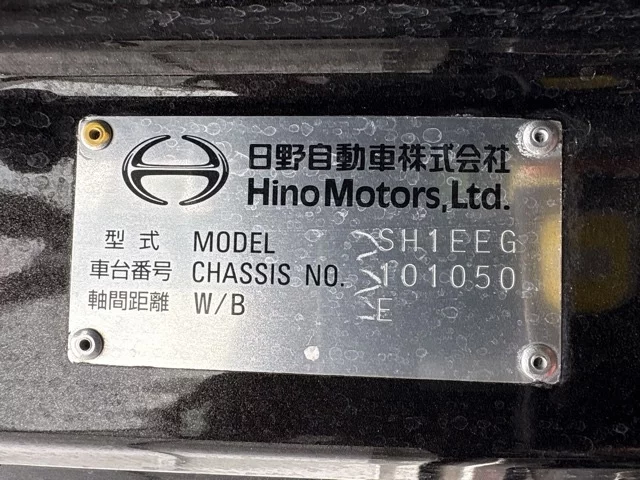 日野自動車株式会社
Hino Motors, Ltd.
型式 MODEL SH1EEG
車台番号 CHASSIS NO. 101050
軸間距離 W/B E